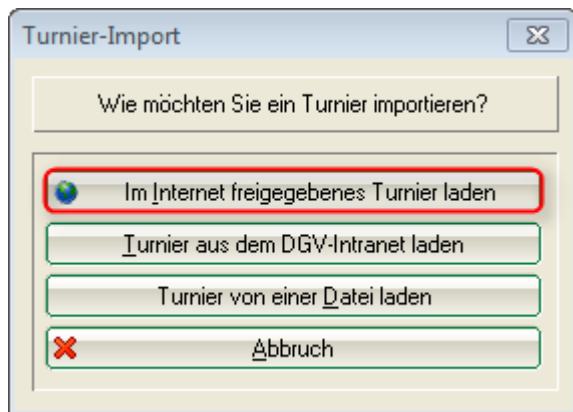 Turnier-Import
Wie möchten Sie ein Turnier importieren?
Im Internet freigegebenes Turnier laden
Turnier aus dem DGV-Intranet laden
Turnier von einer Datei laden
Abbruch